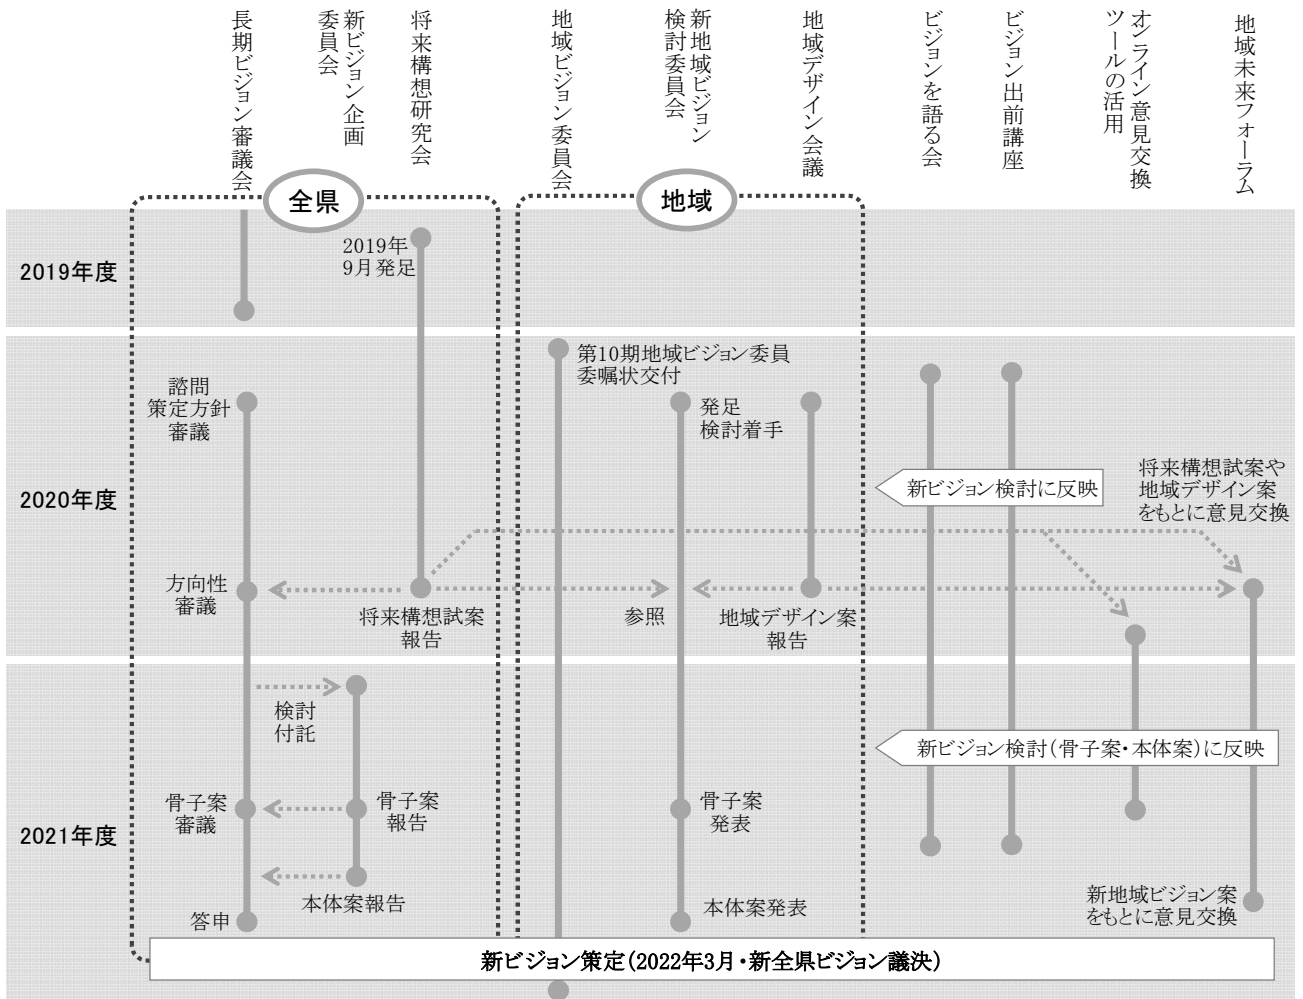 長期ビジョン審議会
新ビジョン企画
委員会
将来構想研究会
地域ビジョン委員会
新地域ビジョン
検討委員会
地域デザイン会議
ビジョンを語る会
ビジョン出前講座
オンライン意見交換
ツールの活用
地域未来フォーラム
全県
地域
2019年度
2019年
9月発足
2020年度
第10期地域ビジョン委員
委嘱状交付
諮問
策定方針
審議
発足
検討着手
新ビジョン検討に反映
将来構想試案や
地域デザイン案
をもとに意見交換
方向性
審議
将来構想試案
報告
参照
地域デザイン案
報告
2021年度
検討
付託
新ビジョン検討(骨子案・本体案)に反映
骨子案
審議
骨子案
報告
骨子案
発表
本体案報告
答申
本体案発表
新地域ビジョン案
をもとに意見交換
新ビジョン策定(2022年3月・新全県ビジョン議決)